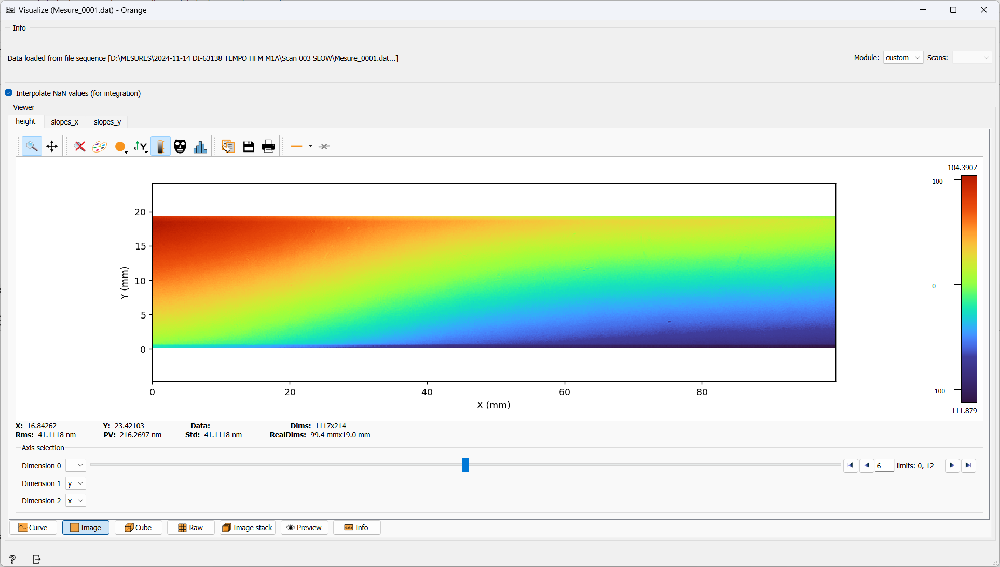 Visualize (Mesure_0001.dat) - Orange
Info
Data loaded from file sequence [D:\MESURES\2024-11-14 DI-63138 TEMPO HFM M1A\Scan 003 SLOW\Mesure_0001.dat...]
Module: custom Scans:
Interpolate NaN values (for integration)
Viewer
height slopes_x slopes_y
Y
104.3907
100
0
-100
-111.879
20
15
10
5
0
Y (mm)
0 20 40 60 80
X (mm)
X: 16.84262 Y: 23.42103 Data: - Dims: 1117x214
Rms: 41.1118 nm PV: 216.2697 nm Std: 41.1118 nm RealDims: 99.4 mmx19.0 mm
Axis selection
Dimension 0 6 limits: 0, 12
Dimension 1 y
Dimension 2 x
Curve Image Cube Raw Image stack Preview data Info
?